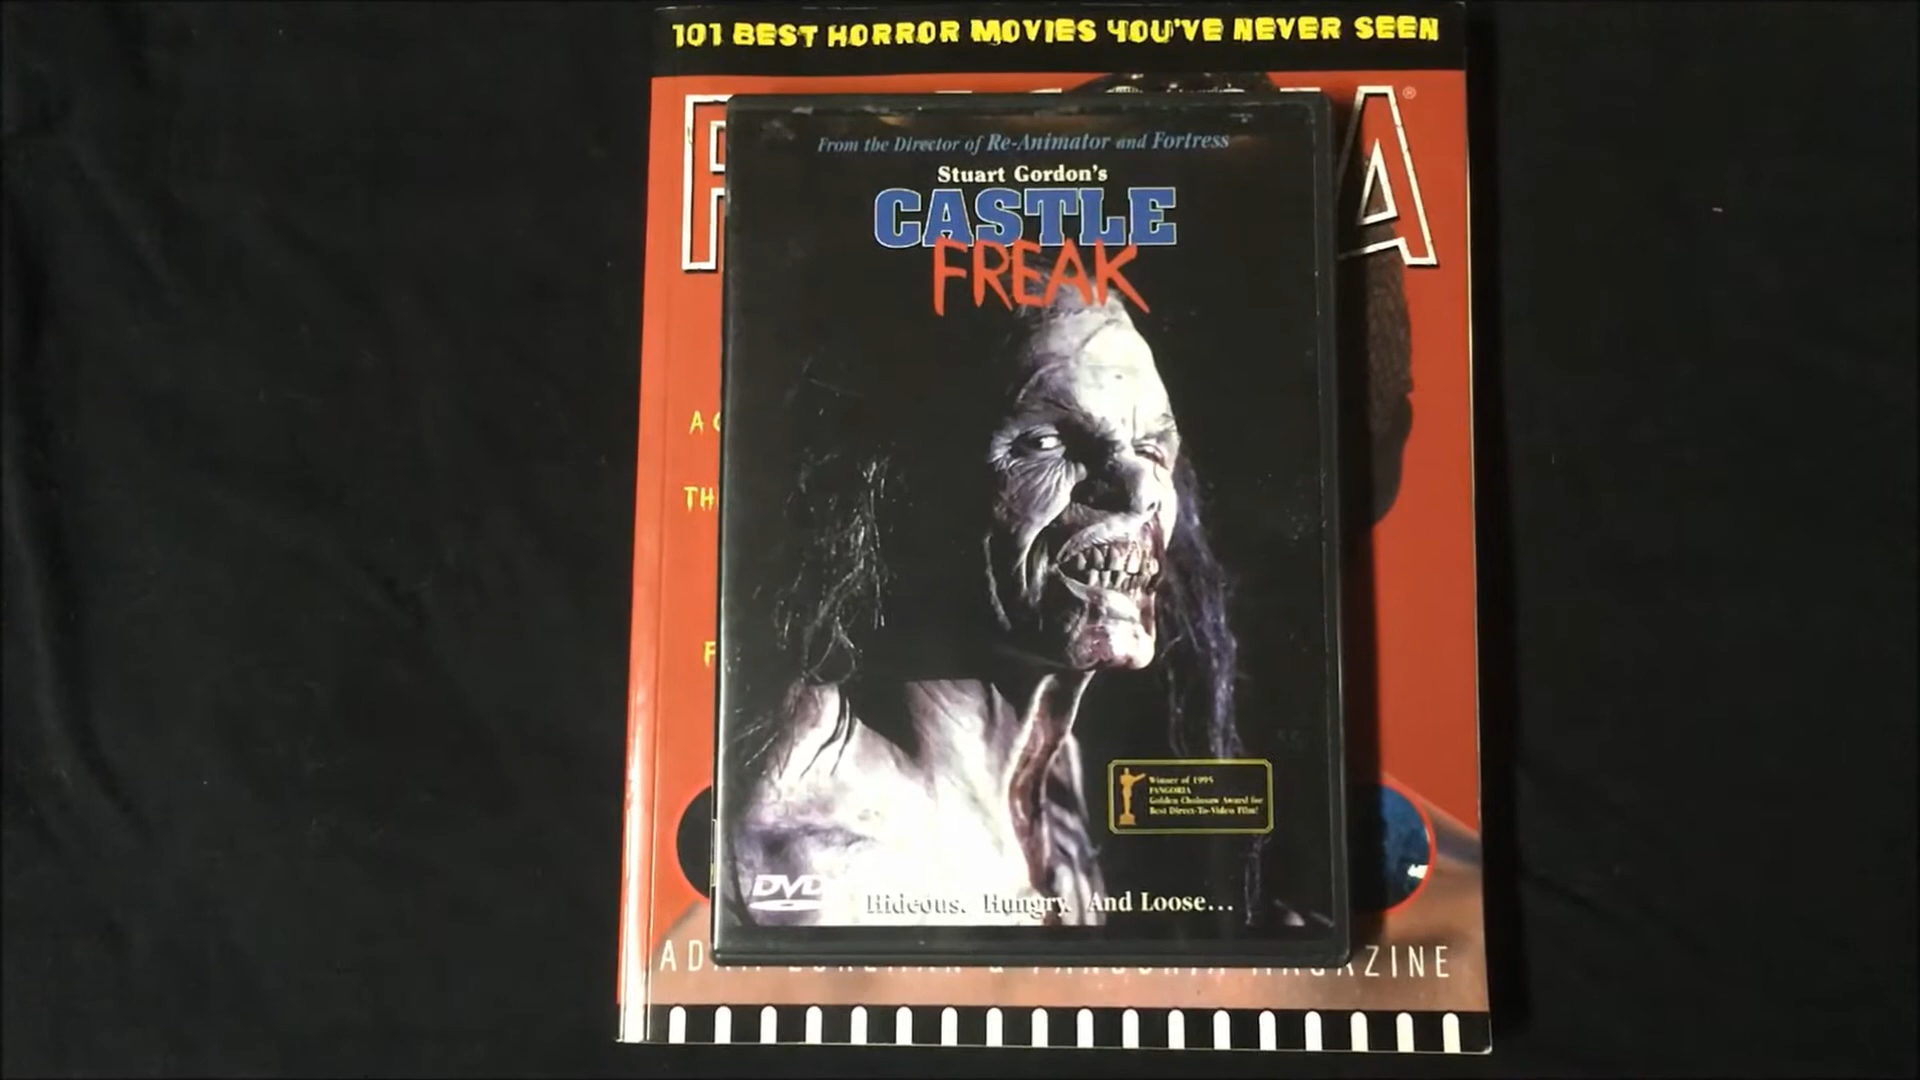 101 BEST HORROR MOVIES YOU'VE NEVER SEEN
From the Director of Re-Animator and Fortress
Stuart Gordon's
CASTLE
FREAK
Winner of 1995
FANGORIA
Golden Chainsaw Award for
Best Direct-To-Video Film!
DVD
Hideous. Hungry. And Loose...
& FANGORIA MAGAZINE